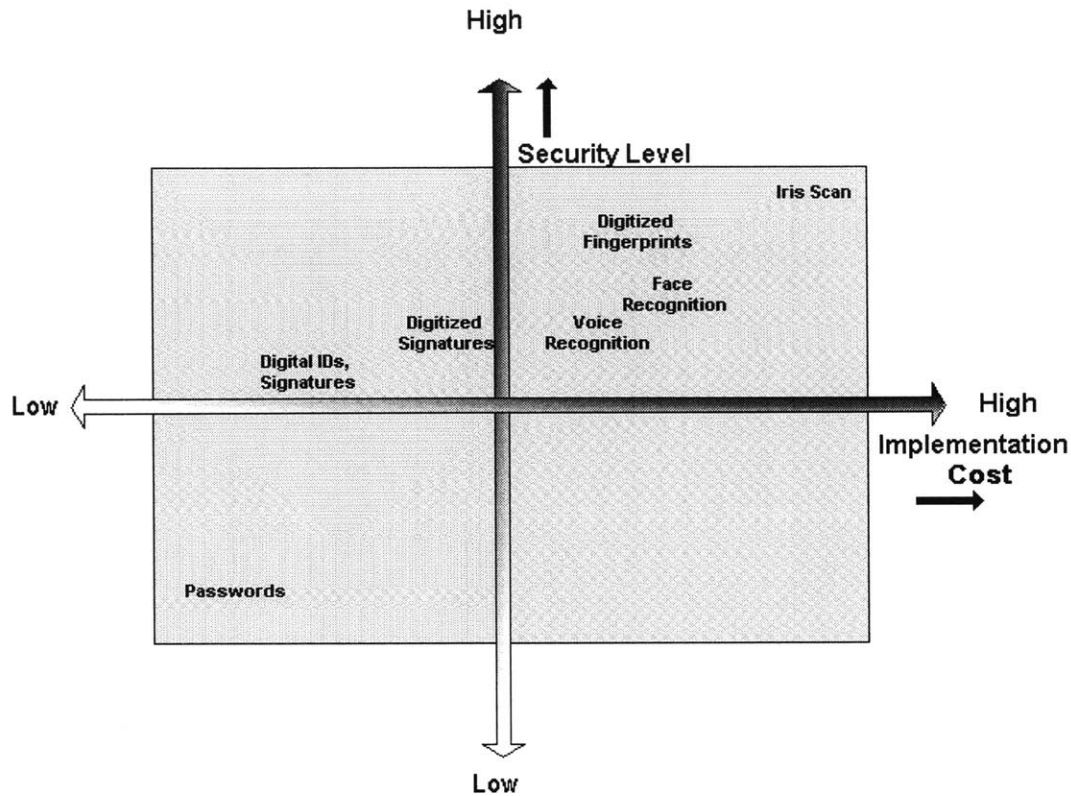 High
Security Level
Iris Scan
Digitized
Fingerprints
Face
Recognition
Digitized
Signatures
Voice
Recognition
Digital IDs,
Signatures
Low
High
Implementation
Cost
Passwords
Low